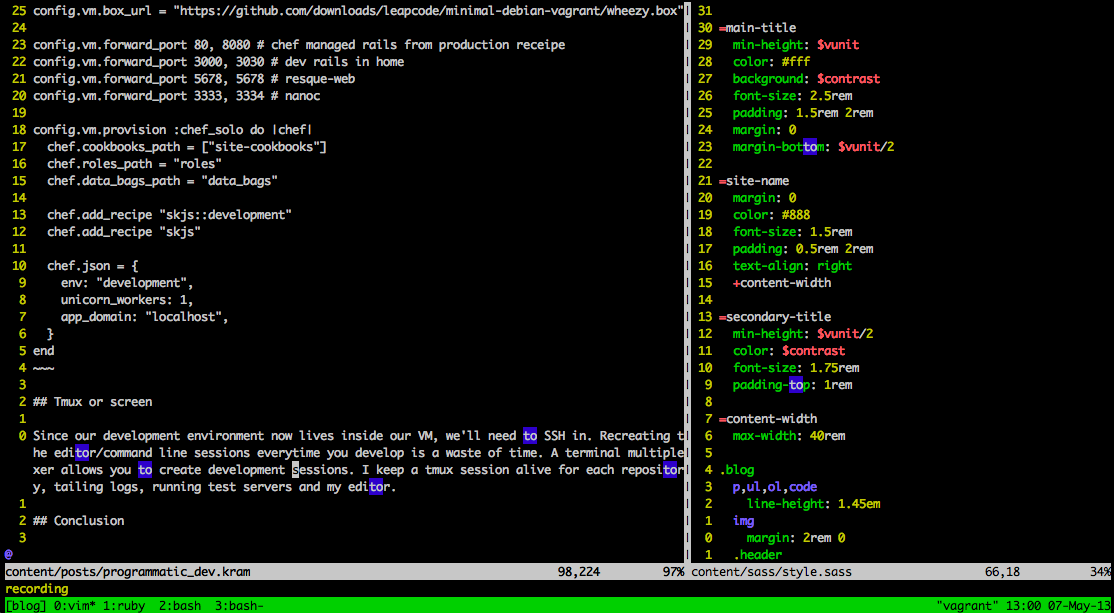 25 config.vm.box_url = "https://github.com/downloads/leapcode/minimal-debian-vagrant/wheezy.box"
24
23 config.vm.forward_port 80, 8080 # chef managed rails from production receipe
22 config.vm.forward_port 3000, 3030 # dev rails in home
21 config.vm.forward_port 5678, 5678 # resque-web
20 config.vm.forward_port 3333, 3334 # nanoc
19
18 config.vm.provision :chef_solo do |chef|
17   chef.cookbooks_path = ["site-cookbooks"]
16   chef.roles_path = "roles"
15   chef.data_bags_path = "data_bags"
14
13   chef.add_recipe "skjs::development"
12   chef.add_recipe "skjs"
11
10   chef.json = {
9     env: "development",
8     unicorn_workers: 1,
7     app_domain: "localhost",
6   }
5 end
4 ~~~
3
2 ## Tmux or screen
1
0 Since our development environment now lives inside our VM, we'll need to SSH in. Recreating t
he editor/command line sessions everytime you develop is a waste of time. A terminal multiple
xer allows you to create development sessions. I keep a tmux session alive for each repositor
y, tailing logs, running test servers and my editor.
1
2 ## Conclusion
3
@
content/posts/programmatic_dev.kram 98,224 97%
31
30 =main-title
29   min-height: $vunit
28   color: #fff
27   background: $contrast
26   font-size: 2.5rem
25   padding: 1.5rem 2rem
24   margin: 0
23   margin-bottom: $vunit/2
22
21 =site-name
20   margin: 0
19   color: #888
18   font-size: 1.5rem
17   padding: 0.5rem 2rem
16   text-align: right
15   +content-width
14
13 =secondary-title
12   min-height: $vunit/2
11   color: $contrast
10   font-size: 1.75rem
9   padding-top: 1rem
8
7 =content-width
6   max-width: 40rem
5
4 .blog
3   p,ul,ol,code
2     line-height: 1.45em
1   img
0     margin: 2rem 0
1   .header
content/sass/style.sass 66,18 34%
recording
[blog] 0:vim* 1:ruby  2:bash  3:bash- "vagrant" 13:00 07-May-13